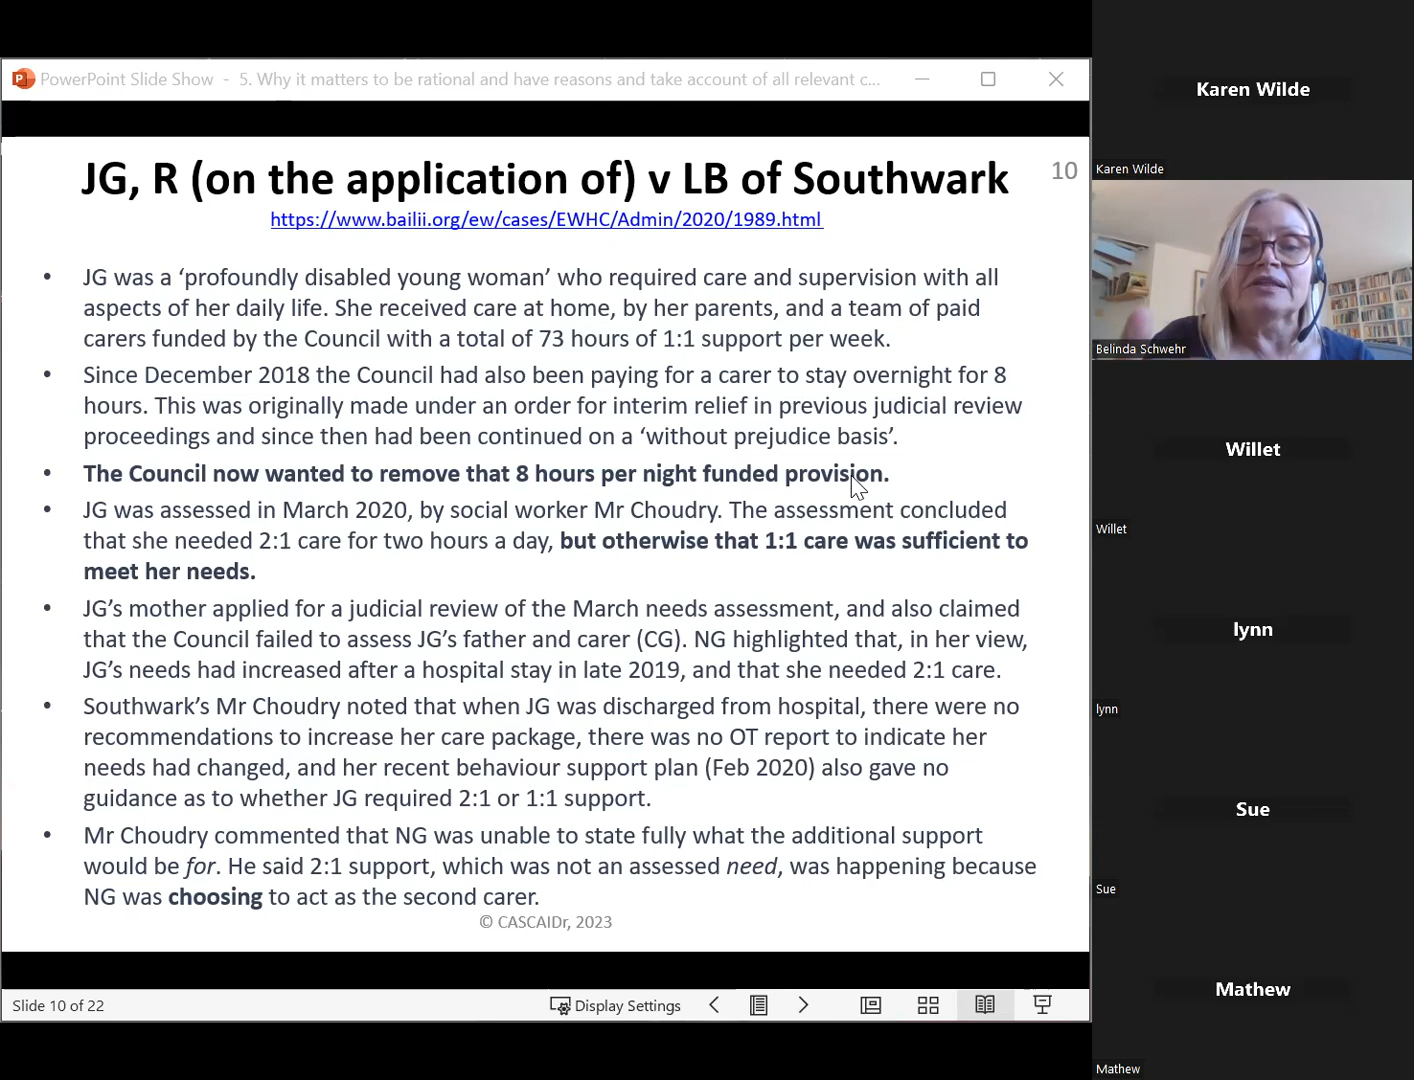 PowerPoint Slide Show - 5. Why it matters to be rational and have reasons and take account of all relevant c...
JG, R (on the application of) v LB of Southwark
10
https://www.bailii.org/ew/cases/EWHC/Admin/2020/1989.html
• JG was a ‘profoundly disabled young woman’ who required care and supervision with all
aspects of her daily life. She received care at home, by her parents, and a team of paid
carers funded by the Council with a total of 73 hours of 1:1 support per week.
• Since December 2018 the Council had also been paying for a carer to stay overnight for 8
hours. This was originally made under an order for interim relief in previous judicial review
proceedings and since then had been continued on a ‘without prejudice basis’.
• The Council now wanted to remove that 8 hours per night funded provision.
• JG was assessed in March 2020, by social worker Mr Choudry. The assessment concluded
that she needed 2:1 care for two hours a day, but otherwise that 1:1 care was sufficient to
meet her needs.
• JG’s mother applied for a judicial review of the March needs assessment, and also claimed
that the Council failed to assess JG’s father and carer (CG). NG highlighted that, in her view,
JG’s needs had increased after a hospital stay in late 2019, and that she needed 2:1 care.
• Southwark’s Mr Choudry noted that when JG was discharged from hospital, there were no
recommendations to increase her care package, there was no OT report to indicate her
needs had changed, and her recent behaviour support plan (Feb 2020) also gave no
guidance as to whether JG required 2:1 or 1:1 support.
• Mr Choudry commented that NG was unable to state fully what the additional support
would be for. He said 2:1 support, which was not an assessed need, was happening because
NG was choosing to act as the second carer.
© CASCAIDr, 2023
Slide 10 of 22
Display Settings
Karen Wilde
Karen Wilde
Belinda Schwehr
Willet
Willet
lynn
lynn
Sue
Sue
Mathew
Mathew